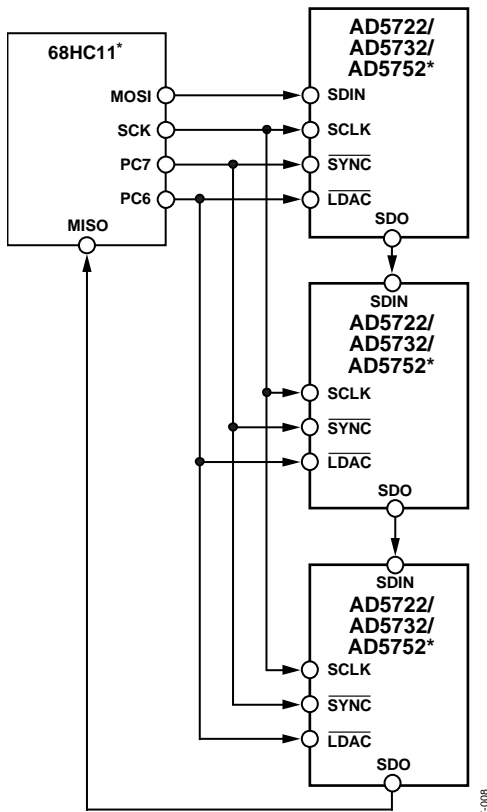 68HC11*
MOSI
SCK
PC7
PC6
MISO
AD5722/
AD5732/
AD5752*
SDIN
SCLK
SYNC
LDAC
SDO
SDIN
AD5722/
AD5732/
AD5752*
SCLK
SYNC
LDAC
SDO
SDIN
AD5722/
AD5732/
AD5752*
SCLK
SYNC
LDAC
SDO